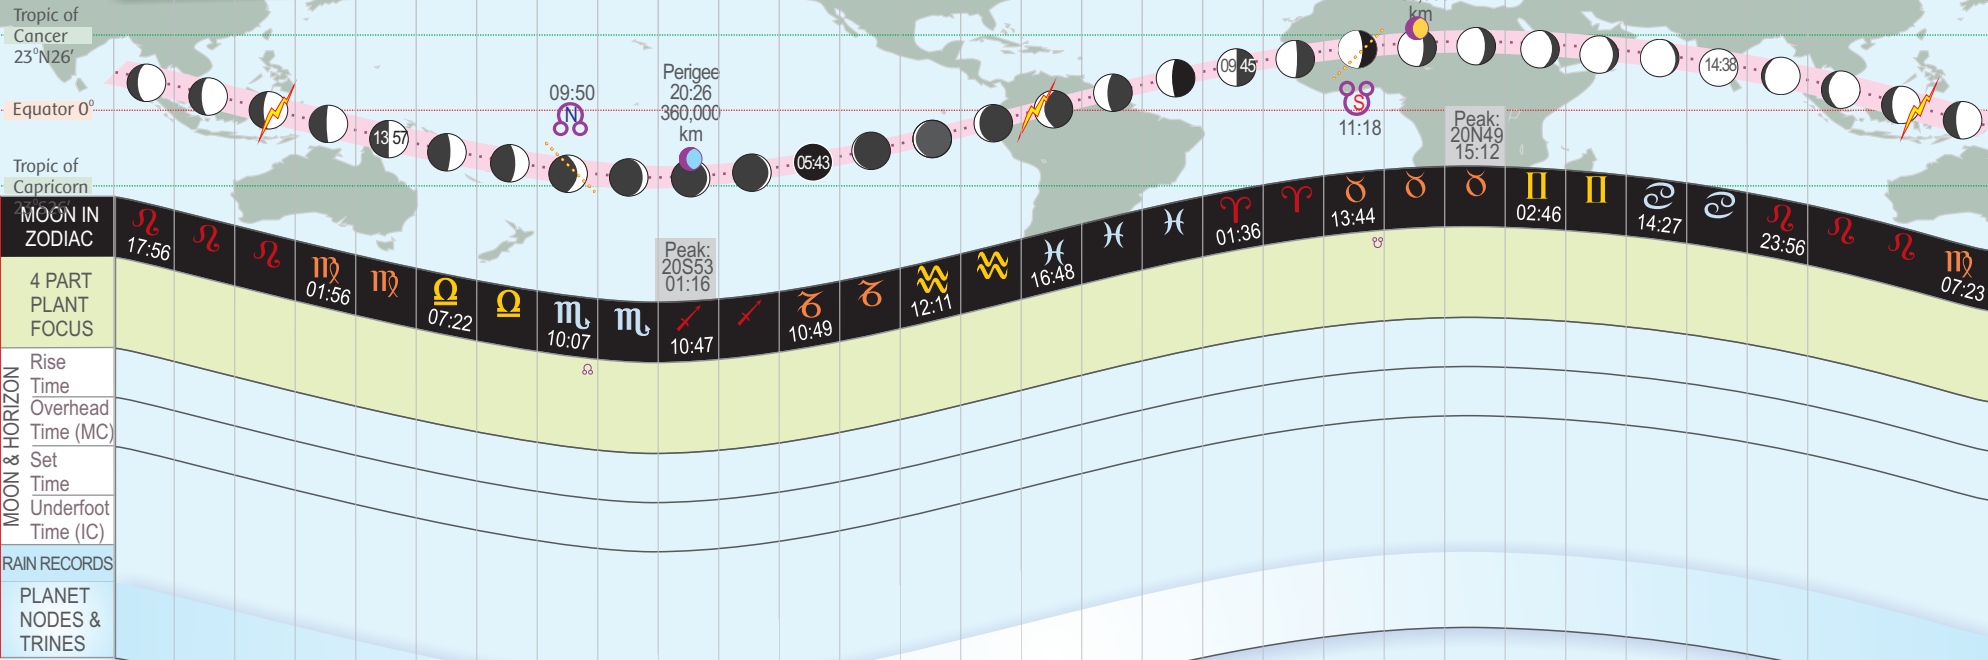 Tropic of
Cancer
23°N26'
Equator 0°
Tropic of
Capricorn
23°S26'
km
09:45
14:38
09:50
N
Perigee
20:26
360,000
km
13:57
05:43
S
11:18
Peak:
20N49
15:12
Peak:
20S53
01:16
MOON IN
ZODIAC
♌ ♌ ♌ ♍ ♍ ♎ ♎ ♏ ♏ ♐ ♐ ♑ ♑ ♒ ♒ ♓ ♓ ♓ ♈ ♈ ♉ ♉ ♉ ♊ ♊ ♋ ♋ ♌ ♌ ♌ ♍
17:56 01:56 07:22 10:07 10:47 10:49 12:11 16:48 01:36 13:44 02:46 14:27 23:56 07:23
☊ ☋
4 PART
PLANT
FOCUS
MOON & HORIZON
Rise
Time
Overhead
Time (MC)
Set
Time
Underfoot
Time (IC)
RAIN RECORDS
PLANET
NODES &
TRINES